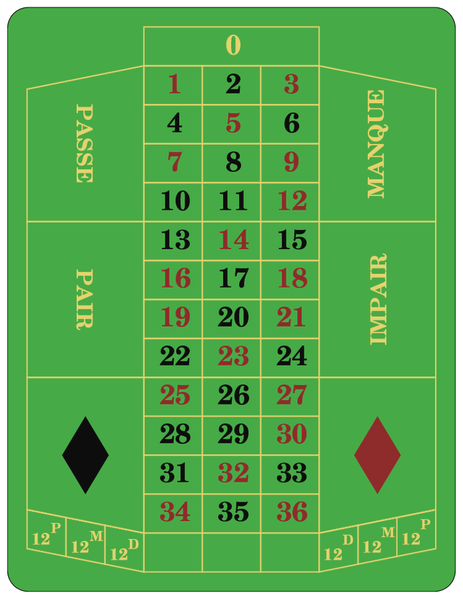 0
1 2 3
4 5 6
7 8 9
10 11 12
13 14 15
16 17 18
19 20 21
22 23 24
25 26 27
28 29 30
31 32 33
34 35 36
PASSE
PAIR
MANQUE
IMPAIR
12P 12M 12D
12D 12M 12P